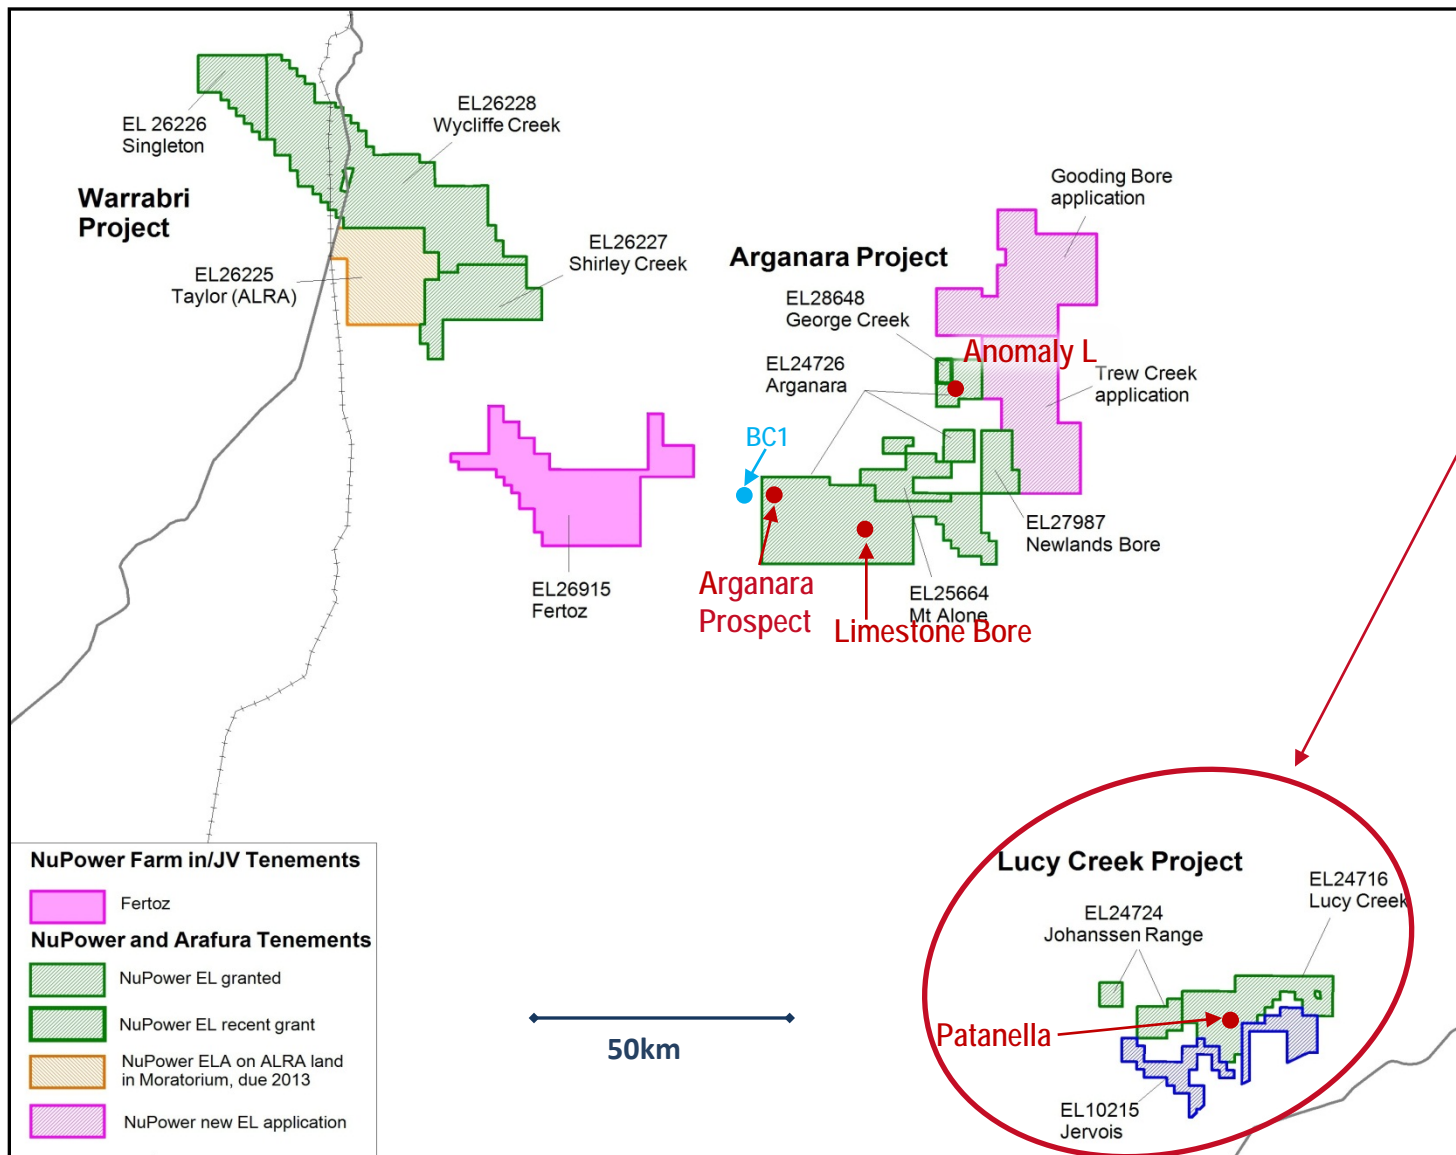 EL 26226
Singleton
EL26228
Wycliffe Creek
Warrabri
Project
EL26225
Taylor (ALRA)
EL26227
Shirley Creek
Gooding Bore
application
Arganara Project
EL28648
George Creek
Anomaly L
EL24726
Arganara
Trew Creek
application
BC1
EL26915
Fertoz
Arganara
Prospect
Limestone Bore
EL25664
Mt Alone
EL27987
Newlands Bore
NuPower Farm in/JV Tenements
Fertoz
NuPower and Arafura Tenements
NuPower EL granted
NuPower EL recent grant
NuPower ELA on ALRA land
in Moratorium, due 2013
NuPower new EL application
50km
Lucy Creek Project
EL24724
Johanssen Range
EL24716
Lucy Creek
Patanella
EL10215
Jervois